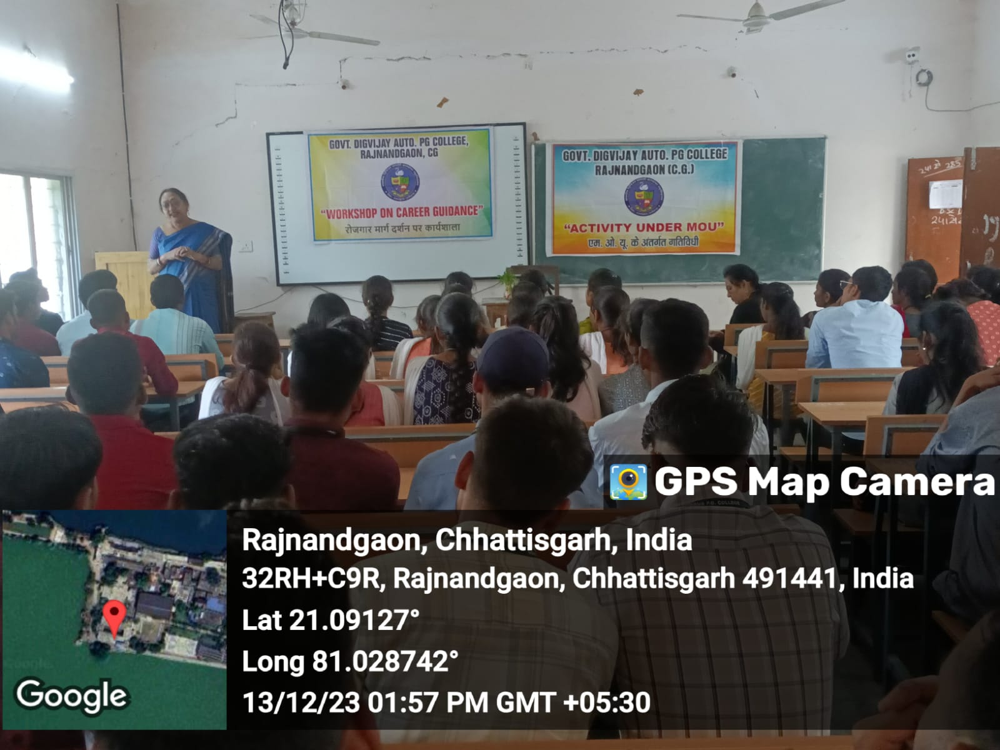 GOVT. DIGVIJAY AUTO. PG COLLEGE,
RAJNANDGAON, CG
"WORKSHOP ON CAREER GUIDANCE"
रोजगार मार्ग दर्शन पर कार्यशाला
GOVT. DIGVIJAY AUTO. PG COLLEGE
RAJNANDGAON (C.G.)
"ACTIVITY UNDER MOU"
एम. ओ. यू. के अंतर्गत गतिविधी
241 से 285
GPS Map Camera
P.G. COLLEGE
Rajnandgaon, Chhattisgarh, India
32RH+C9R, Rajnandgaon, Chhattisgarh 491441, India
Lat 21.09127°
Long 81.028742°
13/12/23 01:57 PM GMT +05:30
Google